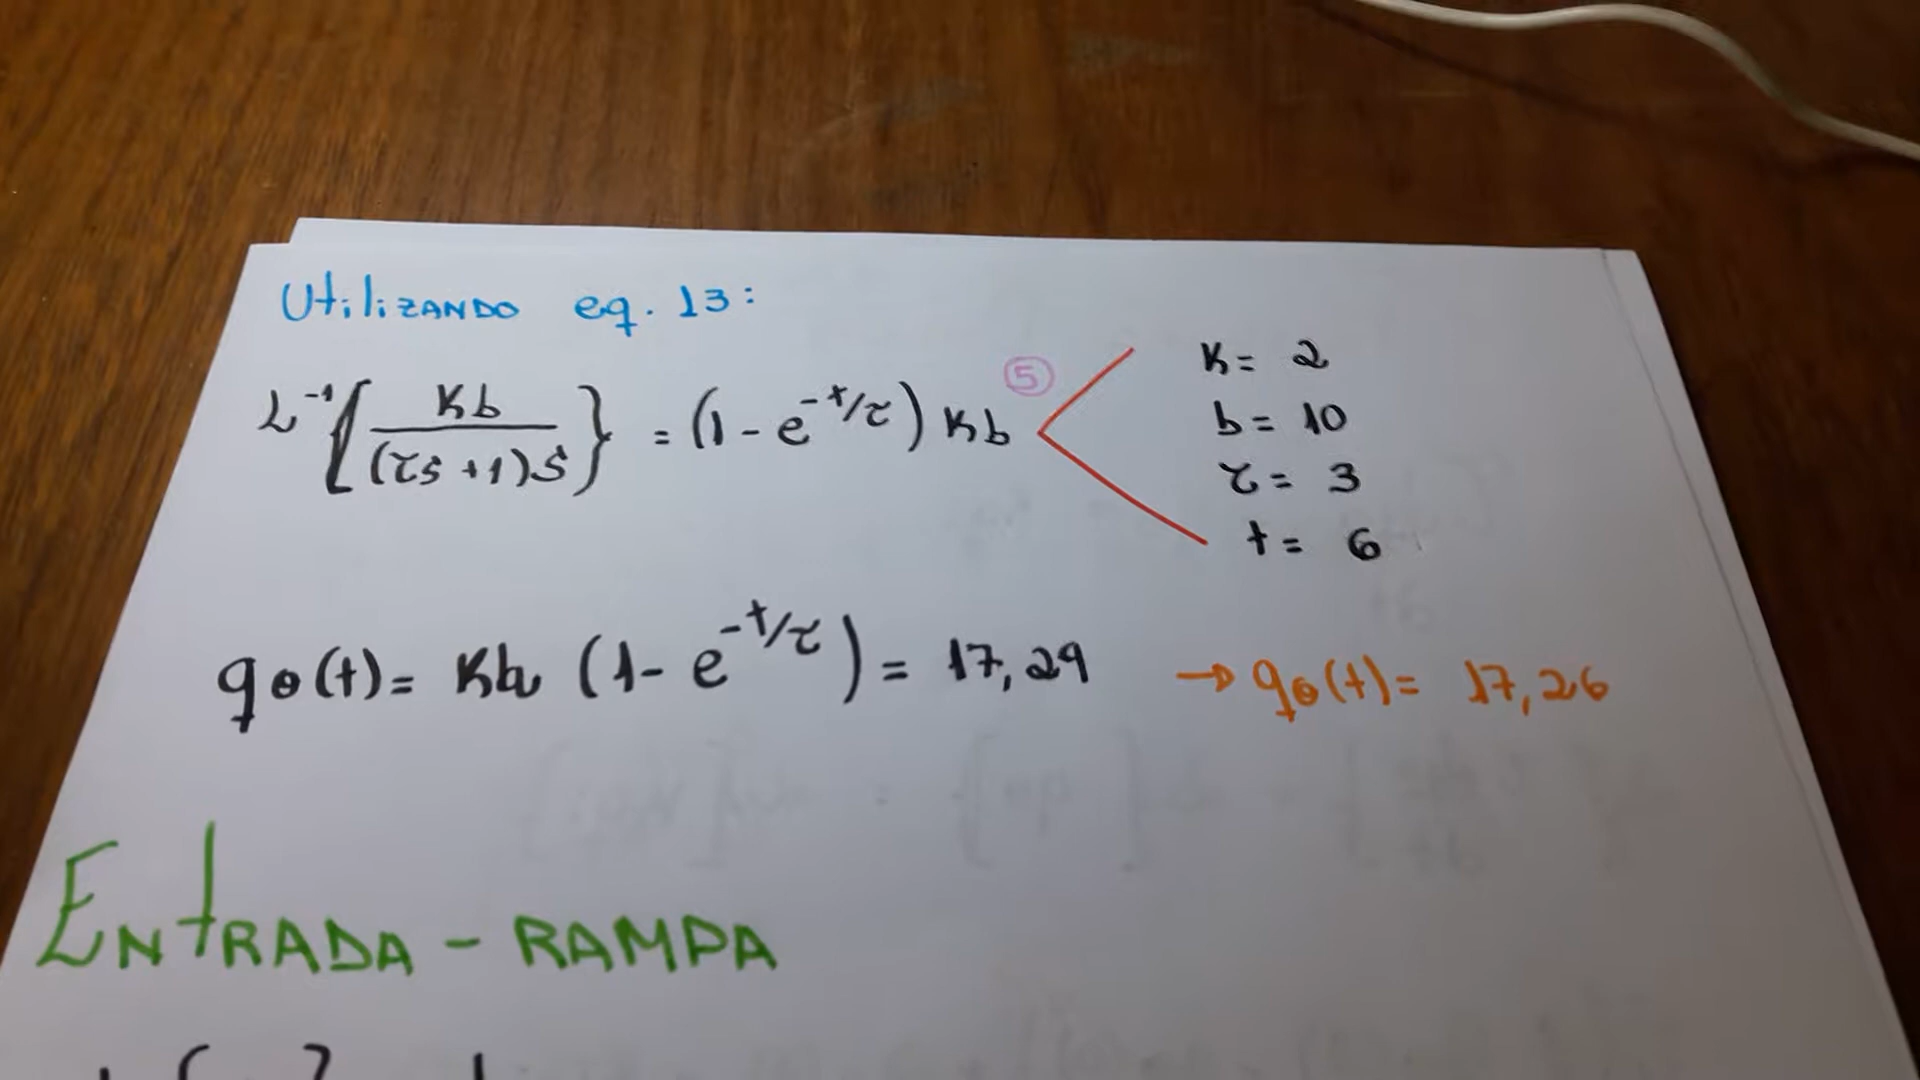 Utilizando eq. 13:
L⁻¹{ Kb / (τs + 1)s } = (1 - e^(-t/τ)) Kb
⑤
K = 2
b = 10
τ = 3
t = 6
qo(t) = Kb (1 - e^(-t/τ)) = 17,29
→ qo(t) = 17,26
ENtRADA - RAMPA